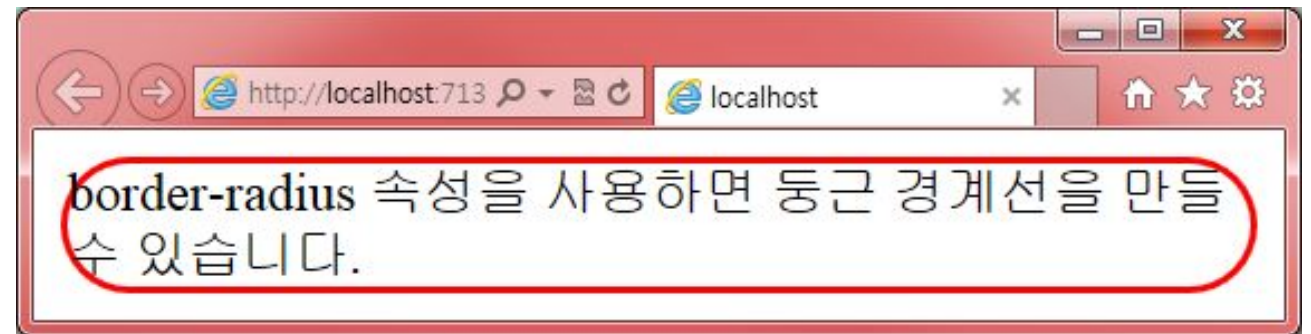 http://localhost:713
localhost
border-radius 속성을 사용하면 둥근 경계선을 만들
수 있습니다.